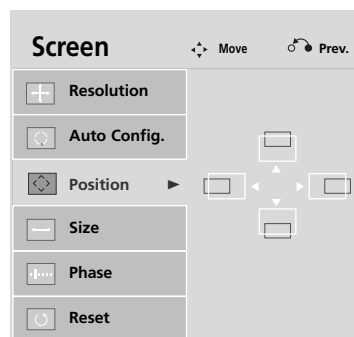 Screen Move Prev.
Resolution
Auto Config.
Position
Size
Phase
Reset